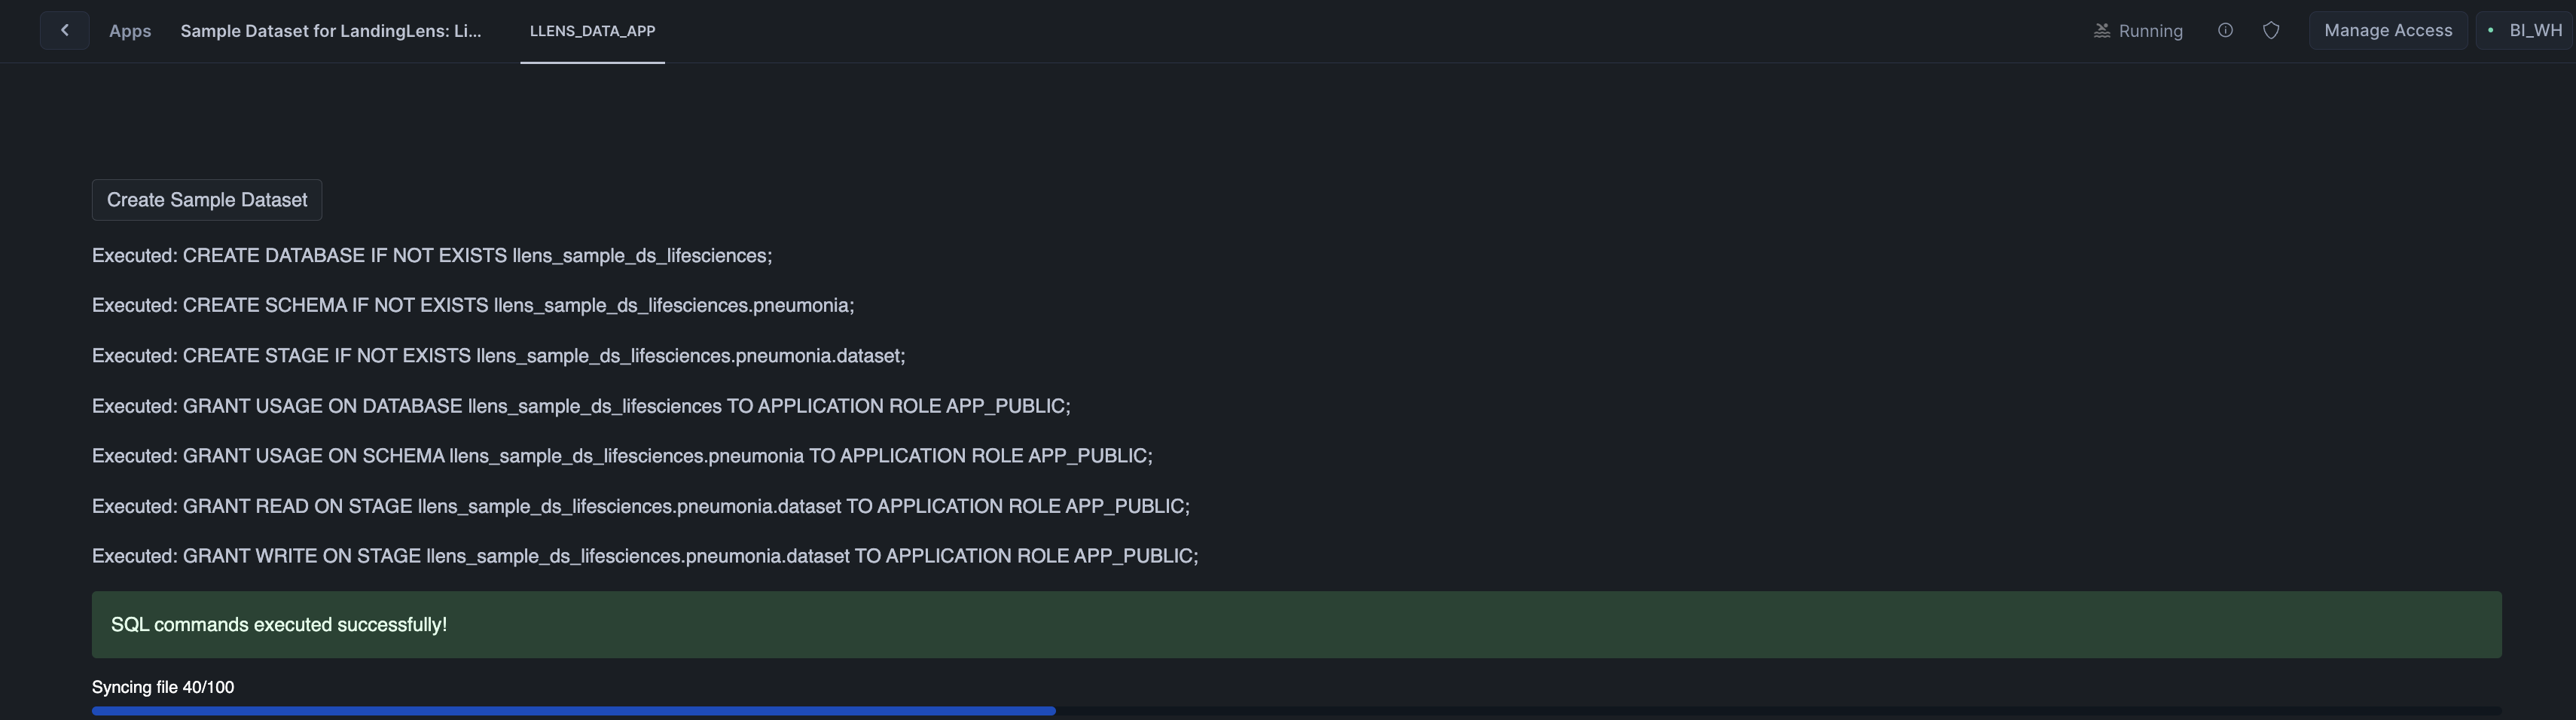 Apps
Sample Dataset for LandingLens: Li...
LLENS_DATA_APP
Running
Manage Access
BI_WH
Create Sample Dataset
Executed: CREATE DATABASE IF NOT EXISTS llens_sample_ds_lifesciences;
Executed: CREATE SCHEMA IF NOT EXISTS llens_sample_ds_lifesciences.pneumonia;
Executed: CREATE STAGE IF NOT EXISTS llens_sample_ds_lifesciences.pneumonia.dataset;
Executed: GRANT USAGE ON DATABASE llens_sample_ds_lifesciences TO APPLICATION ROLE APP_PUBLIC;
Executed: GRANT USAGE ON SCHEMA llens_sample_ds_lifesciences.pneumonia TO APPLICATION ROLE APP_PUBLIC;
Executed: GRANT READ ON STAGE llens_sample_ds_lifesciences.pneumonia.dataset TO APPLICATION ROLE APP_PUBLIC;
Executed: GRANT WRITE ON STAGE llens_sample_ds_lifesciences.pneumonia.dataset TO APPLICATION ROLE APP_PUBLIC;
SQL commands executed successfully!
Syncing file 40/100